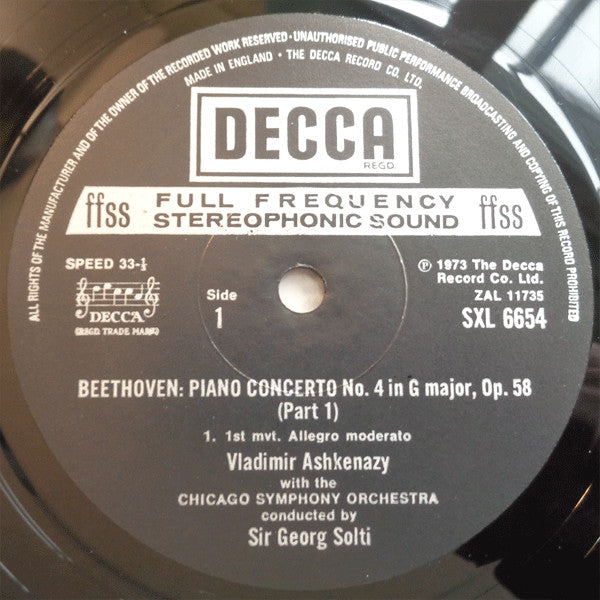 ALL RIGHTS OF THE MANUFACTURER AND OF THE OWNER OF THE RECORDED WORK RESERVED · UNAUTHORISED PUBLIC PERFORMANCE BROADCASTING AND COPYING OF THIS RECORD PROHIBITED
MADE IN ENGLAND · THE DECCA RECORD CO. LTD.
DECCA
REGD.
ffss FULL FREQUENCY ffss
STEREOPHONIC SOUND
SPEED 33-⅓
DECCA
(REGD. TRADE MARK)
Side
1
Ⓟ 1973 The Decca
Record Co. Ltd.
ZAL 11735
SXL 6654
BEETHOVEN: PIANO CONCERTO No. 4 in G major, Op. 58
(Part 1)
1. 1st mvt. Allegro moderato
Vladimir Ashkenazy
with the
CHICAGO SYMPHONY ORCHESTRA
conducted by
Sir Georg Solti